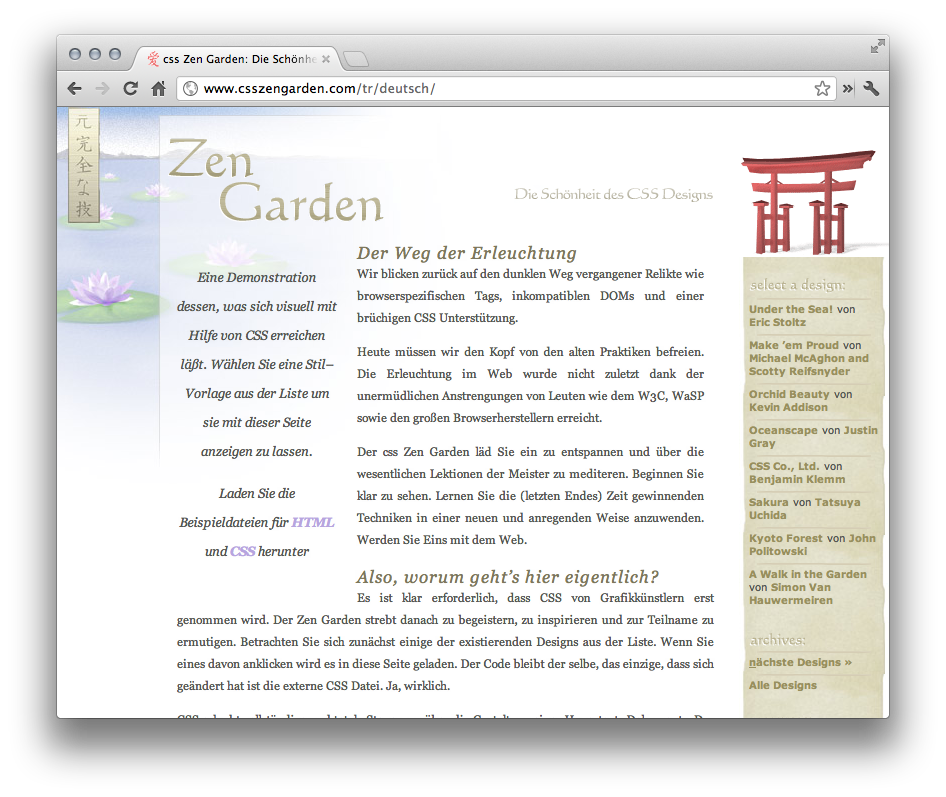 css Zen Garden: Die Schönhe
www.csszengarden.com/tr/deutsch/
元
完
全
な
技
Zen
Garden
Die Schönheit des CSS Designs
Eine Demonstration
dessen, was sich visuell mit
Hilfe von CSS erreichen
läßt. Wählen Sie eine Stil–
Vorlage aus der Liste um
sie mit dieser Seite
anzeigen zu lassen.
Laden Sie die
Beispieldateien für HTML
und CSS herunter
Der Weg der Erleuchtung
Wir blicken zurück auf den dunklen Weg vergangener Relikte wie
browserspezifischen Tags, inkompatiblen DOMs und einer
brüchigen CSS Unterstützung.
Heute müssen wir den Kopf von den alten Praktiken befreien.
Die Erleuchtung im Web wurde nicht zuletzt dank der
unermüdlichen Anstrengungen von Leuten wie dem W3C, WaSP
sowie den großen Browserherstellern erreicht.
Der css Zen Garden läd Sie ein zu entspannen und über die
wesentlichen Lektionen der Meister zu mediteren. Beginnen Sie
klar zu sehen. Lernen Sie die (letzten Endes) Zeit gewinnenden
Techniken in einer neuen und anregenden Weise anzuwenden.
Werden Sie Eins mit dem Web.
Also, worum geht’s hier eigentlich?
Es ist klar erforderlich, dass CSS von Grafikkünstlern erst
genommen wird. Der Zen Garden strebt danach zu begeistern, zu inspirieren und zur Teilname zu
ermutigen. Betrachten Sie sich zunächst einige der existierenden Designs aus der Liste. Wenn Sie
eines davon anklicken wird es in diese Seite geladen. Der Code bleibt der selbe, das einzige, dass sich
geändert hat ist die externe CSS Datei. Ja, wirklich.
select a design:
Under the Sea! von
Eric Stoltz
Make ’em Proud von
Michael McAghon and
Scotty Reifsnyder
Orchid Beauty von
Kevin Addison
Oceanscape von Justin
Gray
CSS Co., Ltd. von
Benjamin Klemm
Sakura von Tatsuya
Uchida
Kyoto Forest von John
Politowski
A Walk in the Garden
von Simon Van
Hauwermeiren
archives:
nächste Designs »
Alle Designs